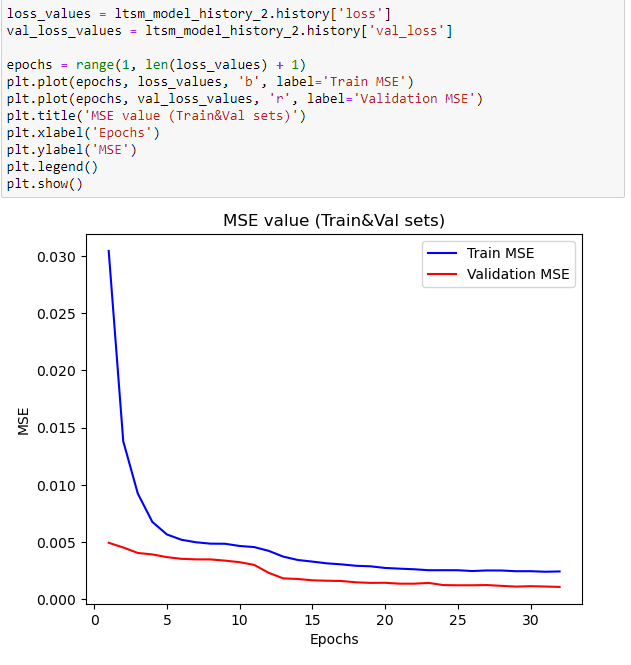 loss_values = ltsm_model_history_2.history['loss']
val_loss_values = ltsm_model_history_2.history['val_loss']
epochs = range(1, len(loss_values) + 1)
plt.plot(epochs, loss_values, 'b', label='Train MSE')
plt.plot(epochs, val_loss_values, 'r', label='Validation MSE')
plt.title('MSE value (Train&Val sets)')
plt.xlabel('Epochs')
plt.ylabel('MSE')
plt.legend()
plt.show()
MSE value (Train&Val sets)
Train MSE
Validation MSE
0.030
0.025
0.020
0.015
0.010
0.005
0.000
MSE
0 5 10 15 20 25 30
Epochs